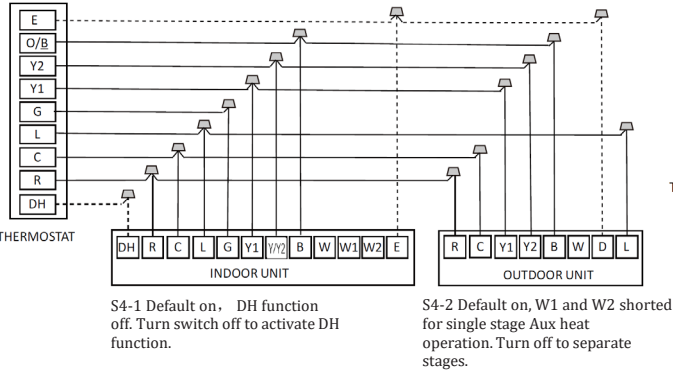 E
O/B
Y2
Y1
G
L
C
R
DH
THERMOSTAT
DH R C L G Y1 Y/Y2 B W W1 W2 E
INDOOR UNIT
R C Y1 Y2 B W D L
OUTDOOR UNIT
T
S4-1 Default on, DH function
off. Turn switch off to activate DH
function.
S4-2 Default on, W1 and W2 shorted
for single stage Aux heat
operation. Turn off to separate
stages.